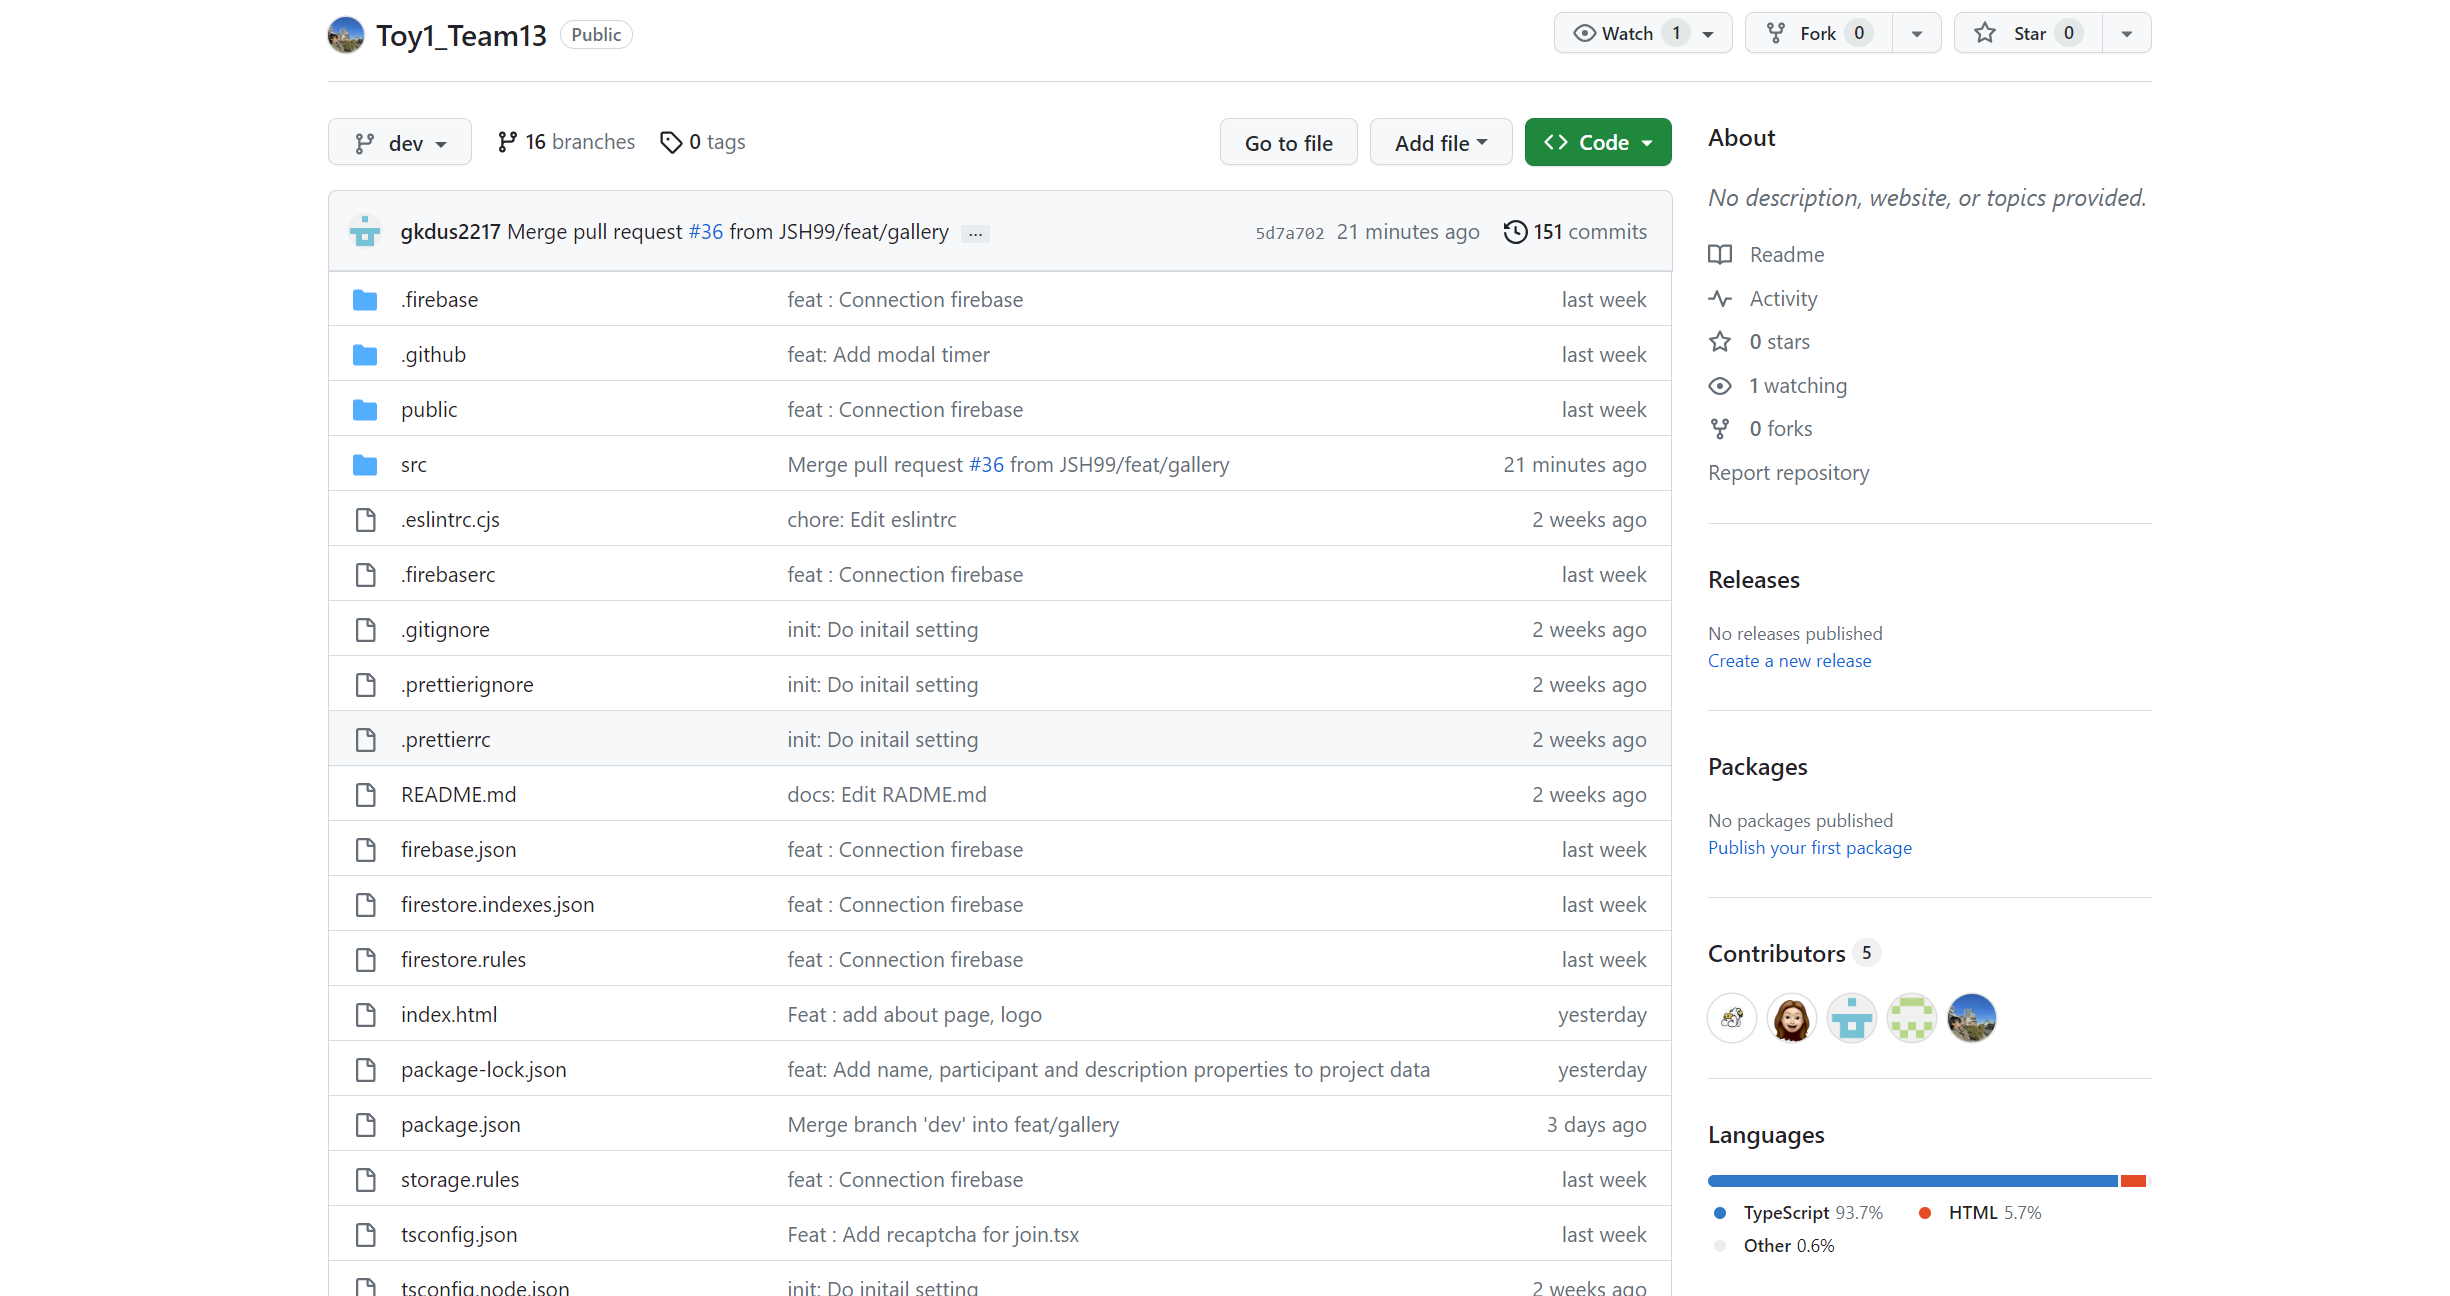 Toy1_Team13 Public Watch 1 Fork 0 Star 0
dev 16 branches 0 tags Go to file Add file Code
gkdus2217 Merge pull request #36 from JSH99/feat/gallery ... 5d7a702 21 minutes ago 151 commits
.firebase feat : Connection firebase last week
.github feat: Add modal timer last week
public feat : Connection firebase last week
src Merge pull request #36 from JSH99/feat/gallery 21 minutes ago
.eslintrc.cjs chore: Edit eslintrc 2 weeks ago
.firebaserc feat : Connection firebase last week
.gitignore init: Do initail setting 2 weeks ago
.prettierignore init: Do initail setting 2 weeks ago
.prettierrc init: Do initail setting 2 weeks ago
README.md docs: Edit RADME.md 2 weeks ago
firebase.json feat : Connection firebase last week
firestore.indexes.json feat : Connection firebase last week
firestore.rules feat : Connection firebase last week
index.html Feat : add about page, logo yesterday
package-lock.json feat: Add name, participant and description properties to project data yesterday
package.json Merge branch 'dev' into feat/gallery 3 days ago
storage.rules feat : Connection firebase last week
tsconfig.json Feat : Add recaptcha for join.tsx last week
tsconfig.node.json init: Do initail setting 2 weeks ago
About
No description, website, or topics provided.
Readme
Activity
0 stars
1 watching
0 forks
Report repository
Releases
No releases published
Create a new release
Packages
No packages published
Publish your first package
Contributors 5
Languages
TypeScript 93.7% HTML 5.7%
Other 0.6%